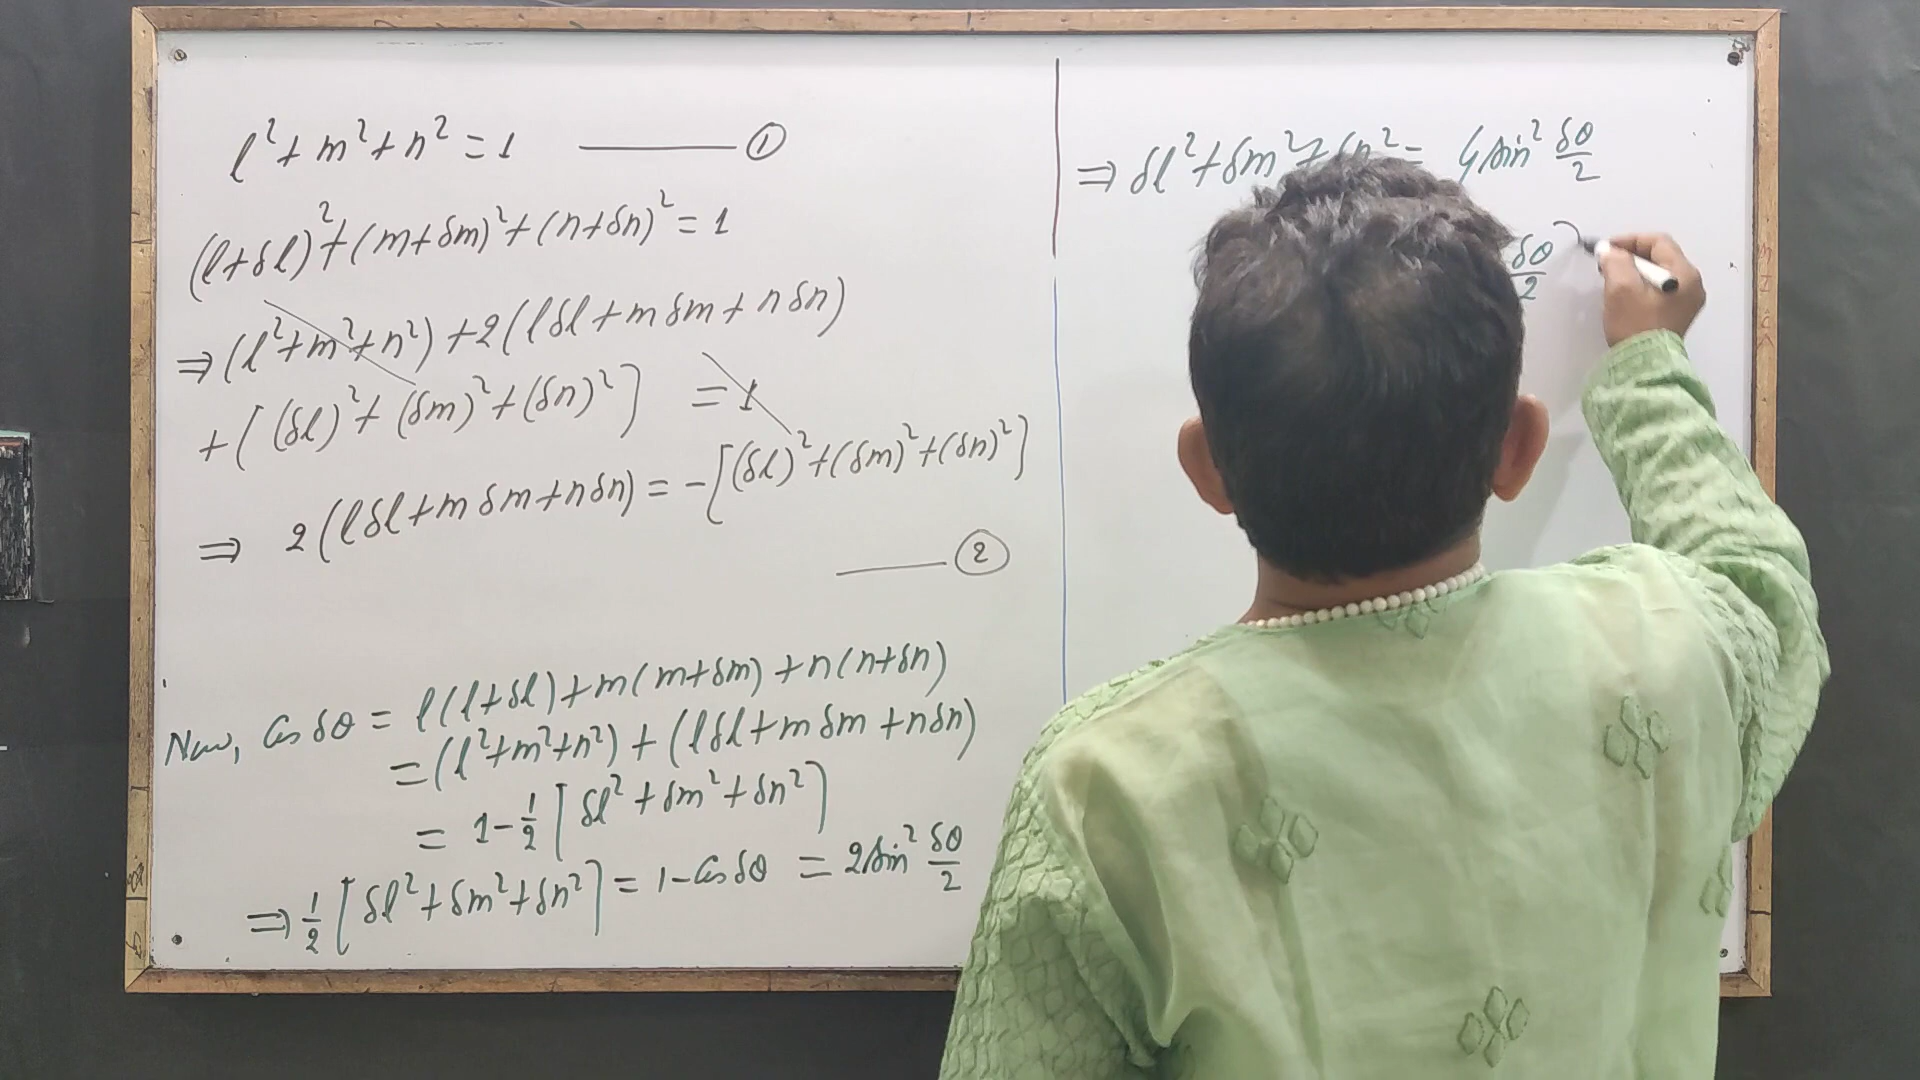 l²+m²+n²=1 ——— ①
(l+δl)²+(m+δm)²+(n+δn)²=1
⇒(l²+m²+n²)+2(lδl+mδm+nδn)
+[(δl)²+(δm)²+(δn)²] =1
⇒ 2(lδl+mδm+nδn)=-[(δl)²+(δm)²+(δn)²]
——— ②
Now, Cos δθ = l(l+δl)+m(m+δm)+n(n+δn)
=(l²+m²+n²)+(lδl+mδm+nδn)
= 1-1/2[δl²+δm²+δn²]
⇒1/2[δl²+δm²+δn²]=1-Cos δθ = 2sin² δθ/2
⇒ δl²+δm²+δn²= 4sin² δθ/2
δθ/2